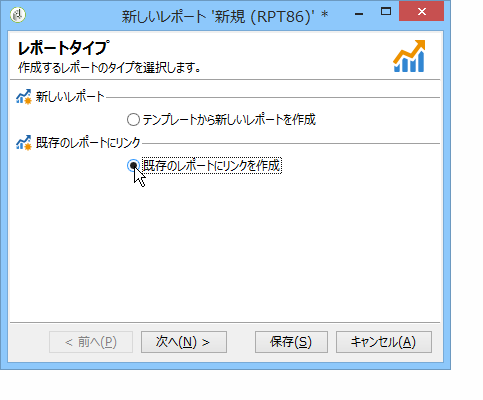 新しいレポート '新規 (RPT86)' *
レポートタイプ
作成するレポートのタイプを選択します。
新しいレポート
テンプレートから新しいレポートを作成
既存のレポートにリンク
既存のレポートにリンクを作成
< 前へ(P) 次へ(N) > 保存(S) キャンセル(A)